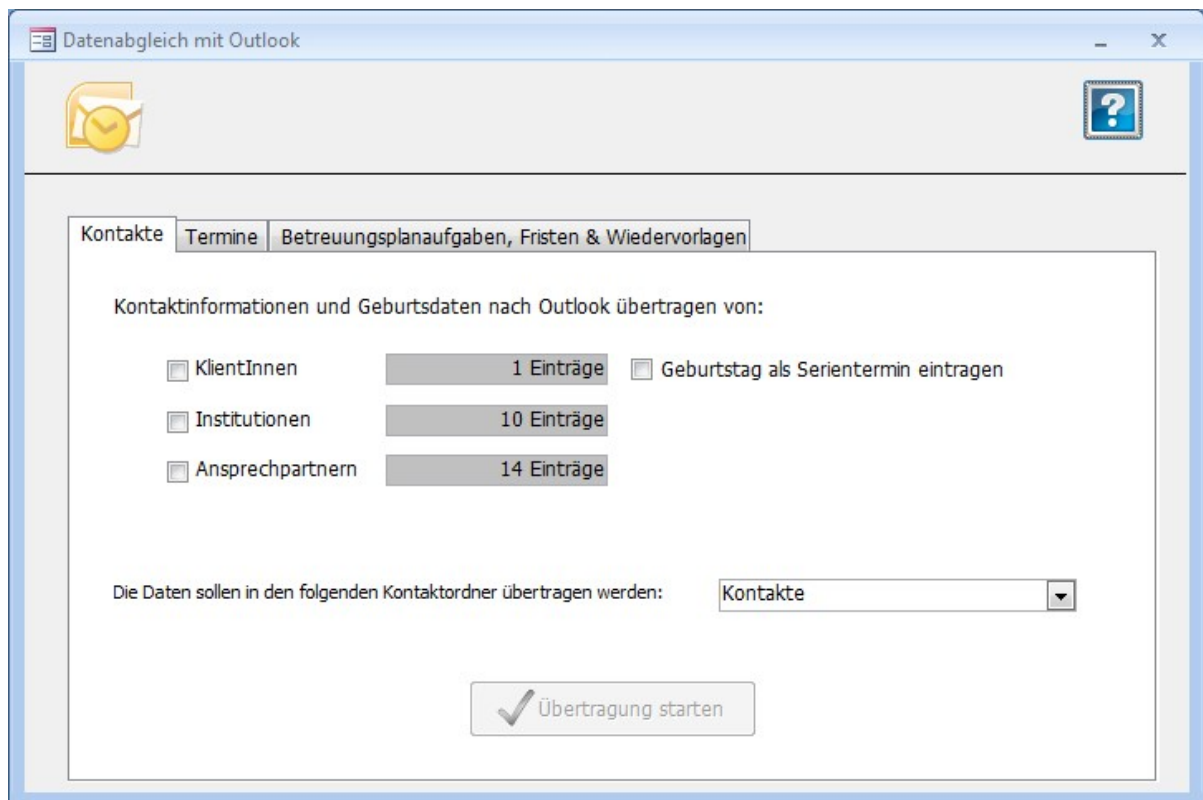 Datenabgleich mit Outlook
Kontakte Termine Betreuungsplanaufgaben, Fristen & Wiedervorlagen
Kontaktinformationen und Geburtsdaten nach Outlook übertragen von:
KlientInnen 1 Einträge Geburtstag als Serientermin eintragen
Institutionen 10 Einträge
Ansprechpartnern 14 Einträge
Die Daten sollen in den folgenden Kontaktordner übertragen werden: Kontakte
Übertragung starten